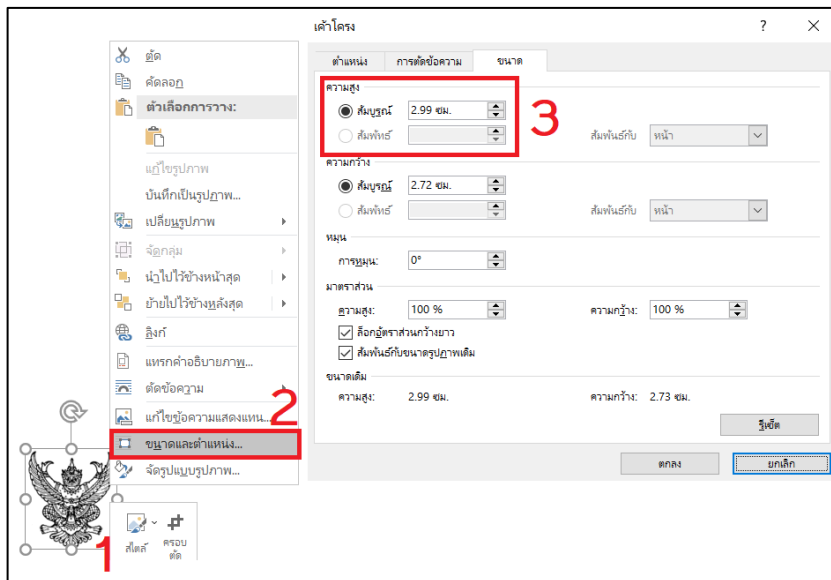 ตัด
คัดลอก
ตัวเลือกการวาง:
แก้ไขรูปภาพ
บันทึกเป็นรูปภาพ...
เปลี่ยนรูปภาพ
จัดกลุ่ม
นำไปไว้ข้างหน้าสุด
ย้ายไปไว้ข้างหลังสุด
ลิงก์
แทรกคำอธิบายภาพ...
ตัดข้อความ
แก้ไขข้อความแสดงแทน...
2
ขนาดและตำแหน่ง...
จัดรูปแบบรูปภาพ...
1
สไตล์
ครอบ
ตัด
เค้าโครง
? ×
ตำแหน่ง การตัดข้อความ ขนาด
ความสูง
สัมบูรณ์ 2.99 ซม.
3
สัมพัทธ์ สัมพันธ์กับ หน้า
ความกว้าง
สัมบูรณ์ 2.72 ซม.
สัมพัทธ์ สัมพันธ์กับ หน้า
หมุน
การหมุน: 0°
มาตราส่วน
ความสูง: 100 % ความกว้าง: 100 %
ล็อกอัตราส่วนกว้างยาว
สัมพันธ์กับขนาดรูปภาพเดิม
ขนาดเดิม
ความสูง: 2.99 ซม. ความกว้าง: 2.73 ซม.
รีเซ็ต
ตกลง ยกเลิก